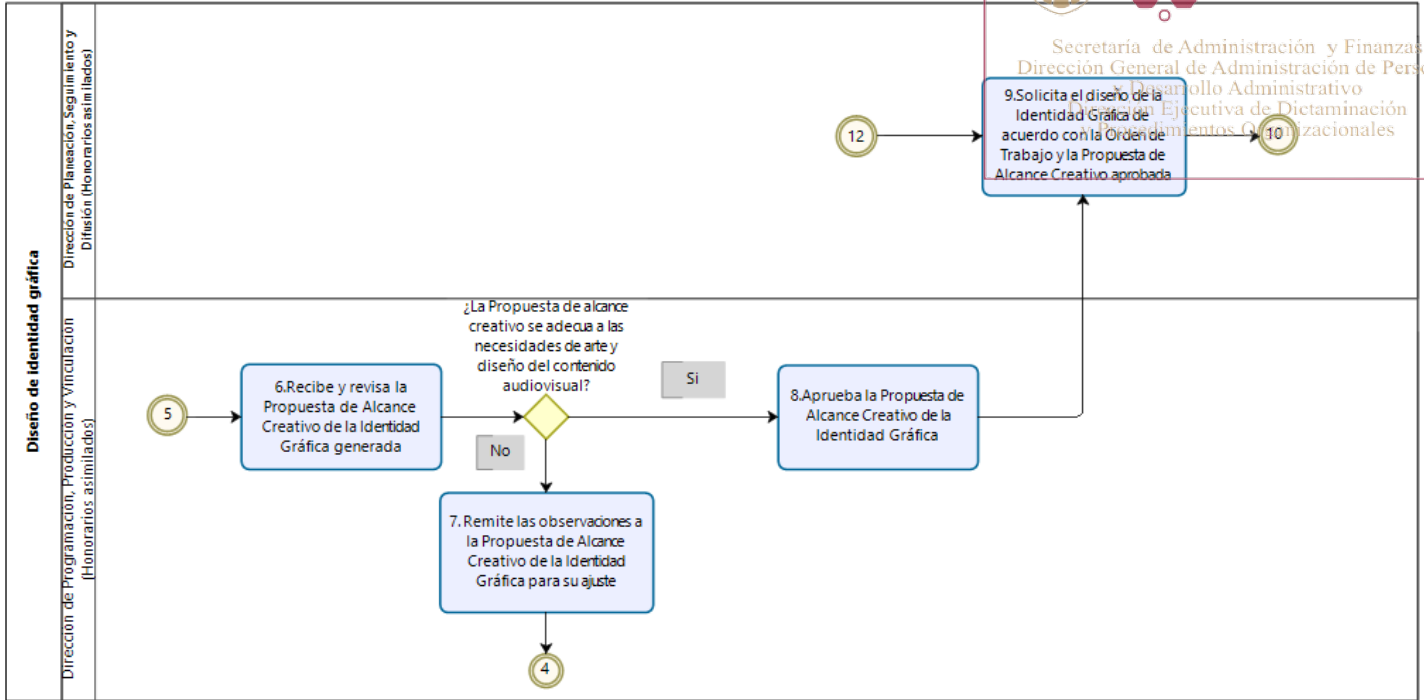 Diseño de identidad gráfica
Dirección de Planeación, Seguimiento y
Difusión (Honorarios asimilados)
Secretaría de Administración y Finanzas
Dirección General de Administración de Perso
y Desarrollo Administrativo
Dirección Ejecutiva de Dictaminación
y Procedimientos Organizacionales
12
9.Solicita el diseño de la
Identidad Gráfica de
acuerdo con la Orden de
Trabajo y la Propuesta de
Alcance Creativo aprobada
10
Dirección de Programación, Producción y Vinculación
(Honorarios asimilados)
5
6.Recibe y revisa la
Propuesta de Alcance
Creativo de la Identidad
Gráfica generada
¿La Propuesta de alcance
creativo se adecua a las
necesidades de arte y
diseño del contenido
audiovisual?
Si
No
8.Aprueba la Propuesta de
Alcance Creativo de la
Identidad Gráfica
7. Remite las observaciones a
la Propuesta de Alcance
Creativo de la Identidad
Gráfica para su ajuste
4